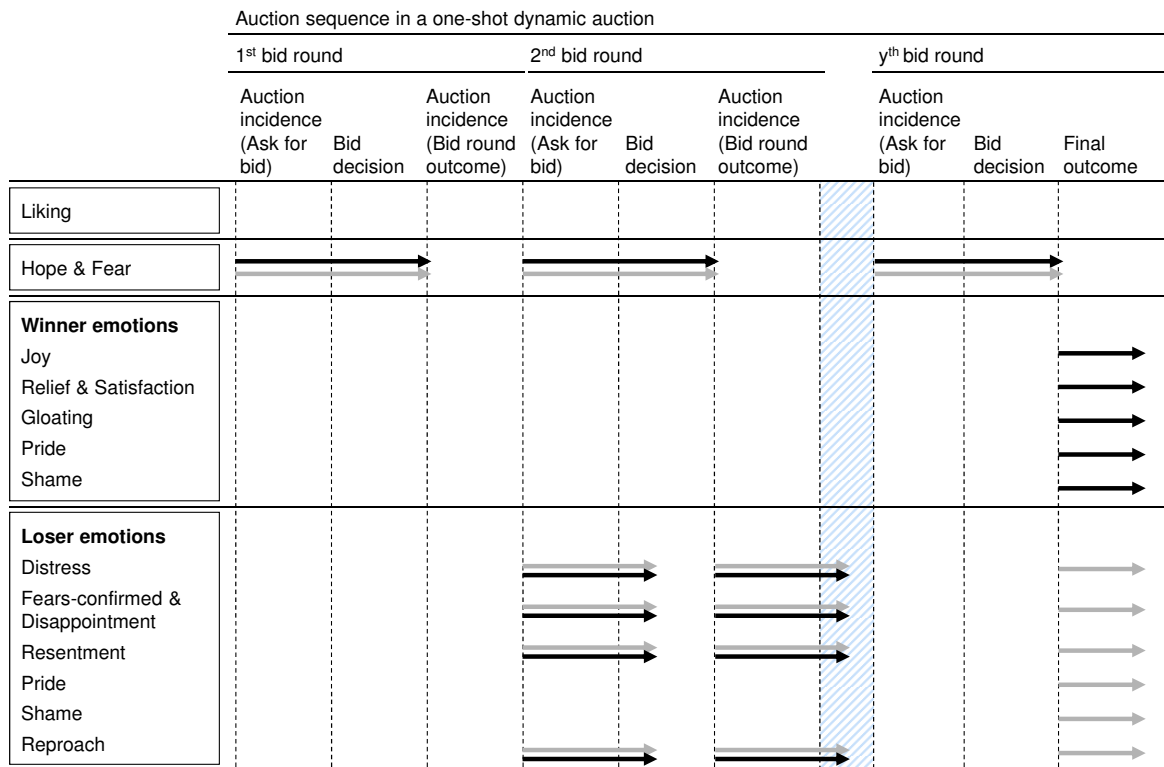 Auction sequence in a one-shot dynamic auction
1st bid round
2nd bid round
yth bid round
Auction
incidence
(Ask for
bid)
Bid
decision
Auction
incidence
(Bid round
outcome)
Auction
incidence
(Ask for
bid)
Bid
decision
Auction
incidence
(Bid round
outcome)
Auction
incidence
(Ask for
bid)
Bid
decision
Final
outcome
Liking
Hope & Fear
Winner emotions
Joy
Relief & Satisfaction
Gloating
Pride
Shame
Loser emotions
Distress
Fears-confirmed &
Disappointment
Resentment
Pride
Shame
Reproach